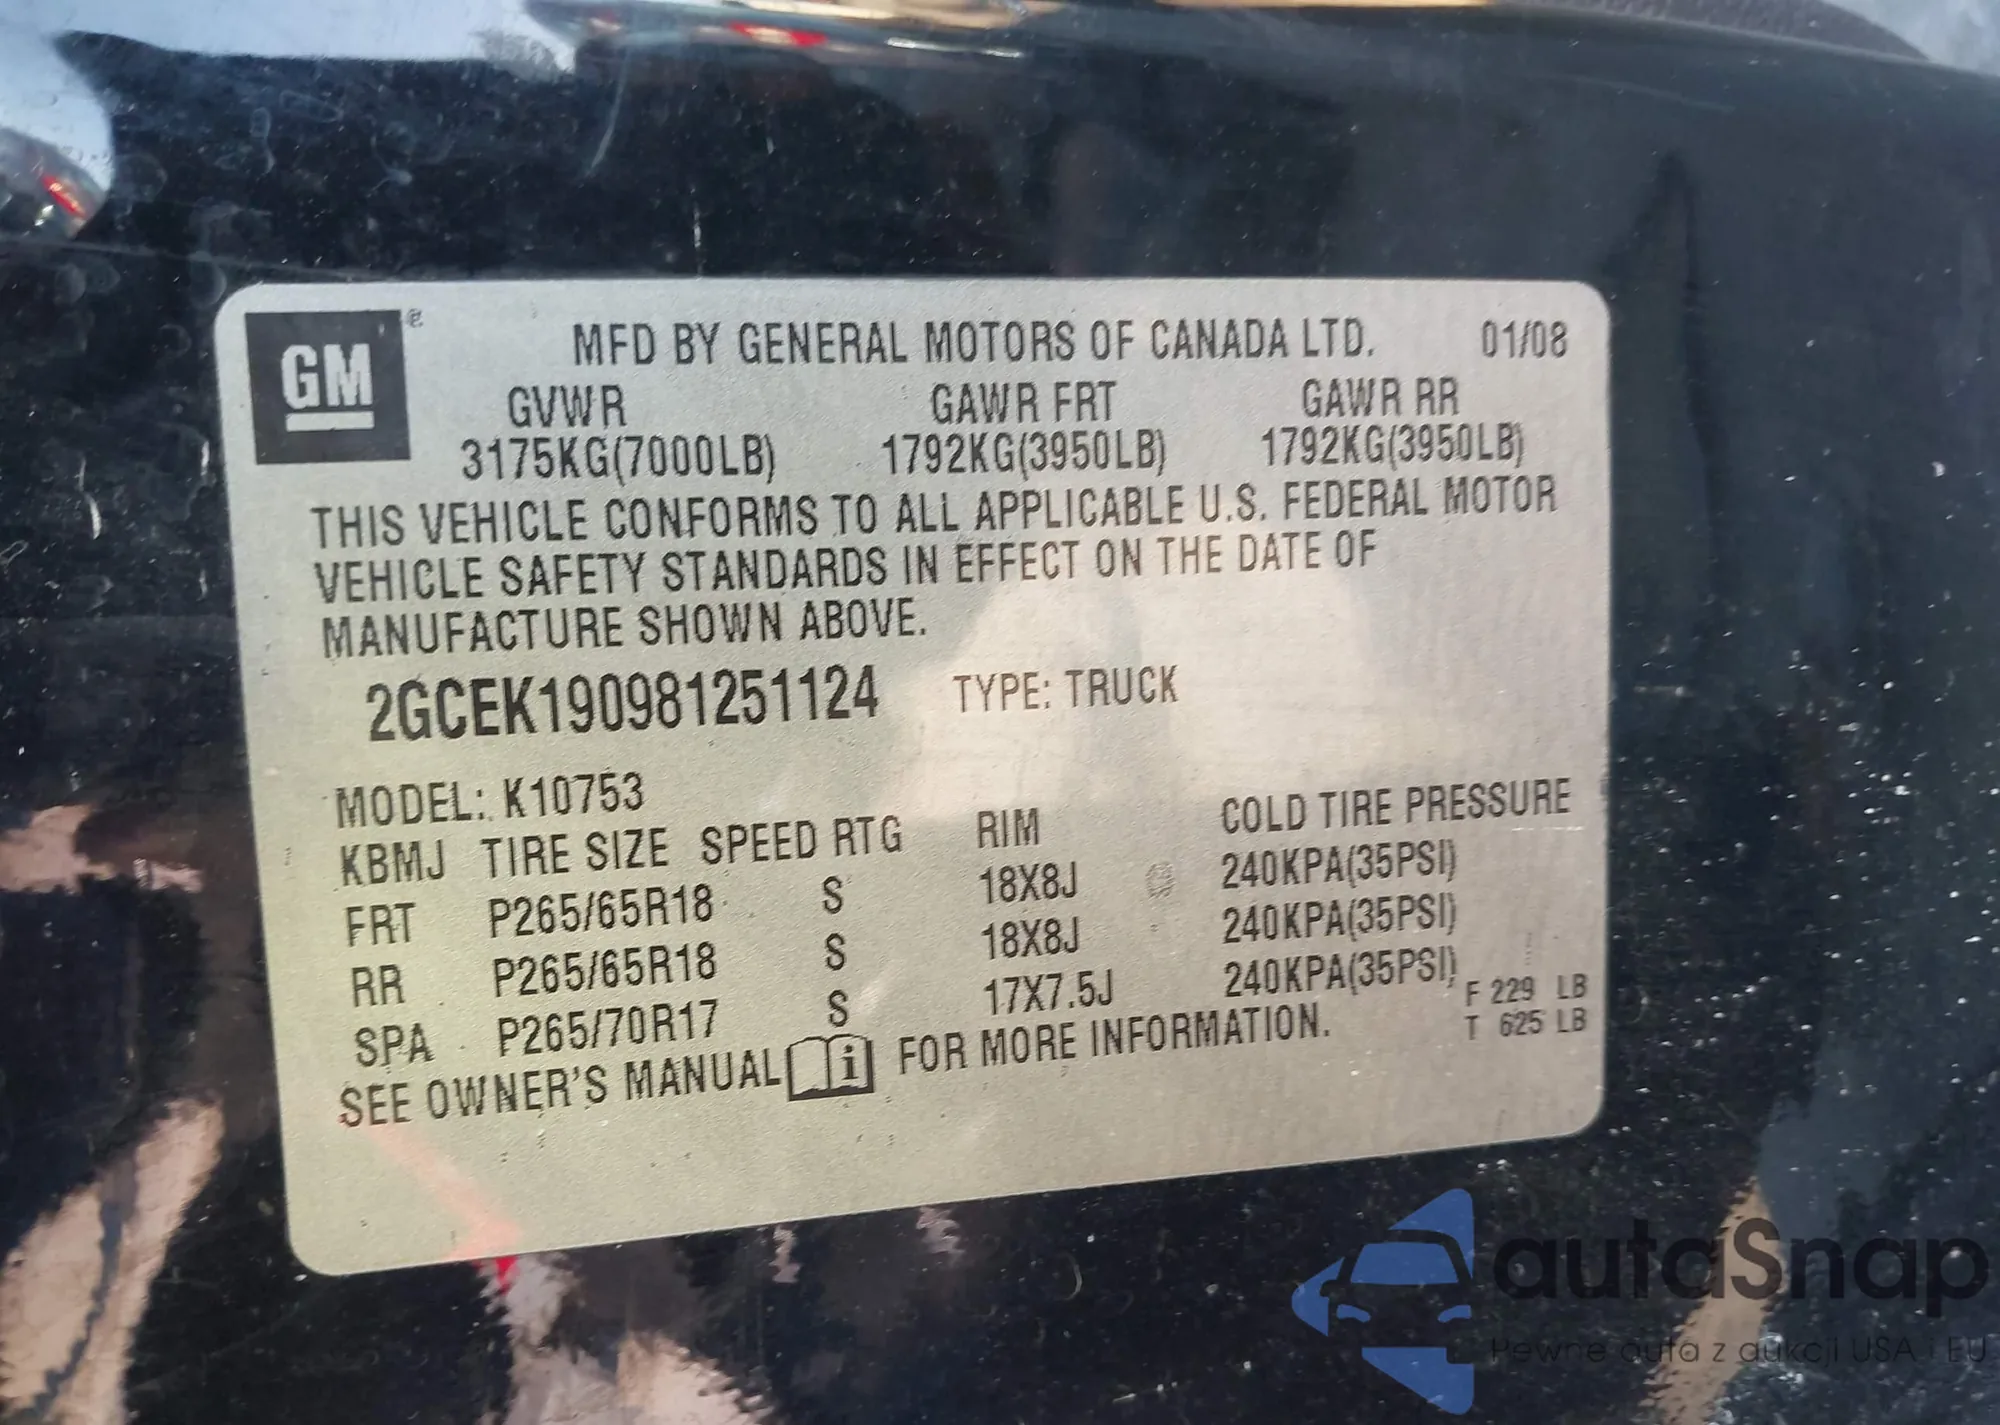 GM
MFD BY GENERAL MOTORS OF CANADA LTD. 01/08
GVWR GAWR FRT GAWR RR
3175KG(7000LB) 1792KG(3950LB) 1792KG(3950LB)
THIS VEHICLE CONFORMS TO ALL APPLICABLE U.S. FEDERAL MOTOR
VEHICLE SAFETY STANDARDS IN EFFECT ON THE DATE OF
MANUFACTURE SHOWN ABOVE.
2GCEK190981251124 TYPE: TRUCK
MODEL: K10753
KBMJ TIRE SIZE SPEED RTG RIM COLD TIRE PRESSURE
FRT P265/65R18 S 18X8J 240KPA(35PSI)
RR P265/65R18 S 18X8J 240KPA(35PSI)
SPA P265/70R17 S 17X7.5J 240KPA(35PSI) F 229 LB
T 625 LB
SEE OWNER'S MANUAL i FOR MORE INFORMATION.
autaSnap
Pewne auta z aukcji USA i EU